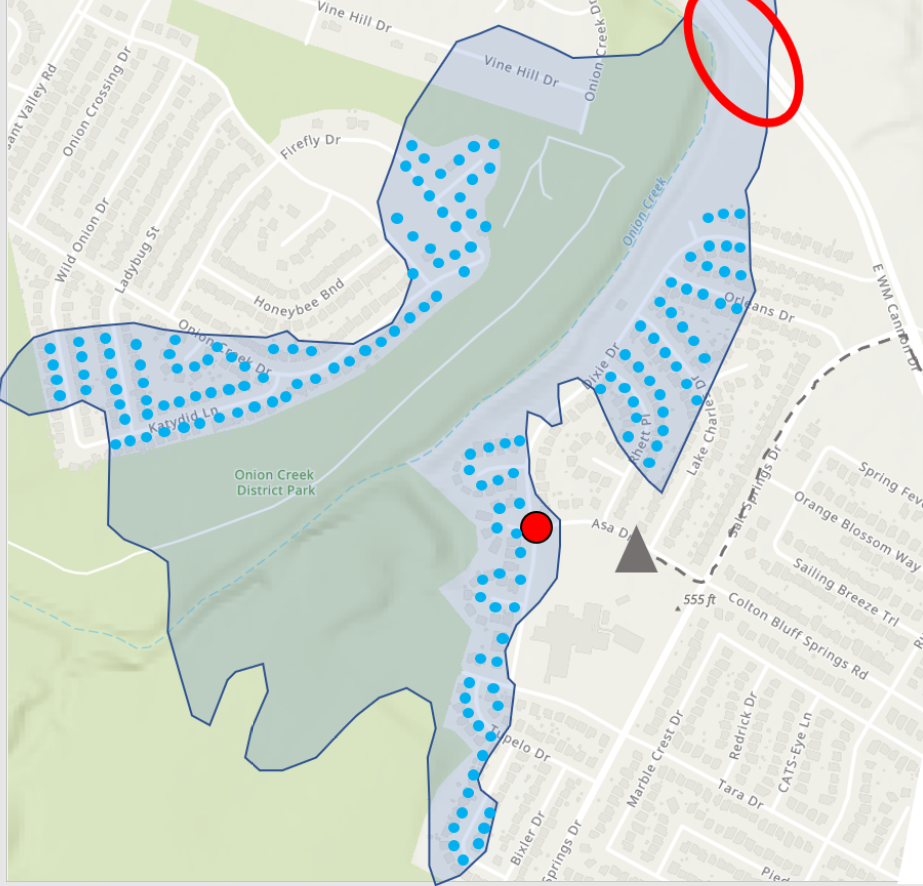 Vine Hill Dr
Onion Creek Dr
Vine Hill Dr
Onion Crossing Dr
Firefly Dr
Onion Creek
Wild Onion Dr
Ladybug St
Honeybee Bnd
E WM Cannon Dr
Orleans Dr
Onion Creek Dr
Dixie Dr
Katydid Ln
Rhett Pl
Lake Charles Dr
Onion Creek
District Park
Salt Springs Dr
Spring Feve
Orange Blossom Way
Asa Dr
Sailing Breeze Trl
555 ft
Colton Bluff Springs Rd
Tupelo Dr
Marble Crest Dr
Redrick Dr
CATS-Eye Ln
Tara Dr
Bixler Dr
Springs Dr
Pied